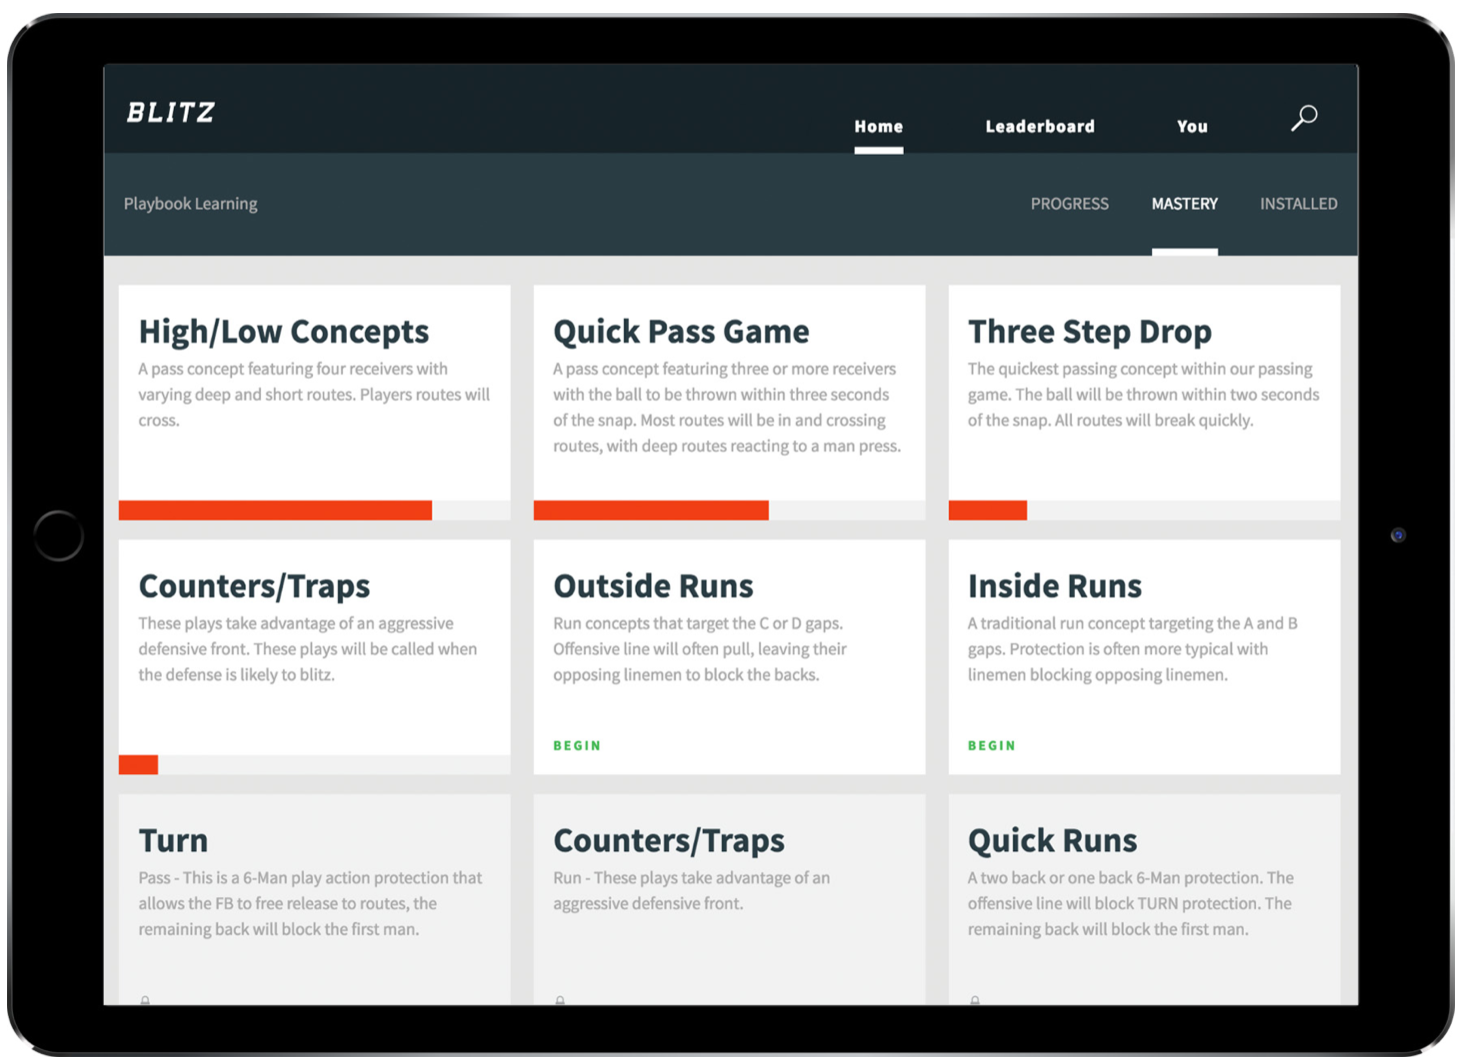 BLITZ
Home
Leaderboard
You
Playbook Learning
PROGRESS
MASTERY
INSTALLED
High/Low Concepts
A pass concept featuring four receivers with
varying deep and short routes. Players routes will
cross.
Quick Pass Game
A pass concept featuring three or more receivers
with the ball to be thrown within three seconds
of the snap. Most routes will be in and crossing
routes, with deep routes reacting to a man press.
Three Step Drop
The quickest passing concept within our passing
game. The ball will be thrown within two seconds
of the snap. All routes will break quickly.
Counters/Traps
These plays take advantage of an aggressive
defensive front. These plays will be called when
the defense is likely to blitz.
Outside Runs
Run concepts that target the C or D gaps.
Offensive line will often pull, leaving their
opposing linemen to block the backs.
BEGIN
Inside Runs
A traditional run concept targeting the A and B
gaps. Protection is often more typical with
linemen blocking opposing linemen.
BEGIN
Turn
Pass - This is a 6-Man play action protection that
allows the FB to free release to routes, the
remaining back will block the first man.
Counters/Traps
Run - These plays take advantage of an
aggressive defensive front.
Quick Runs
A two back or one back 6-Man protection. The
offensive line will block TURN protection. The
remaining back will block the first man.